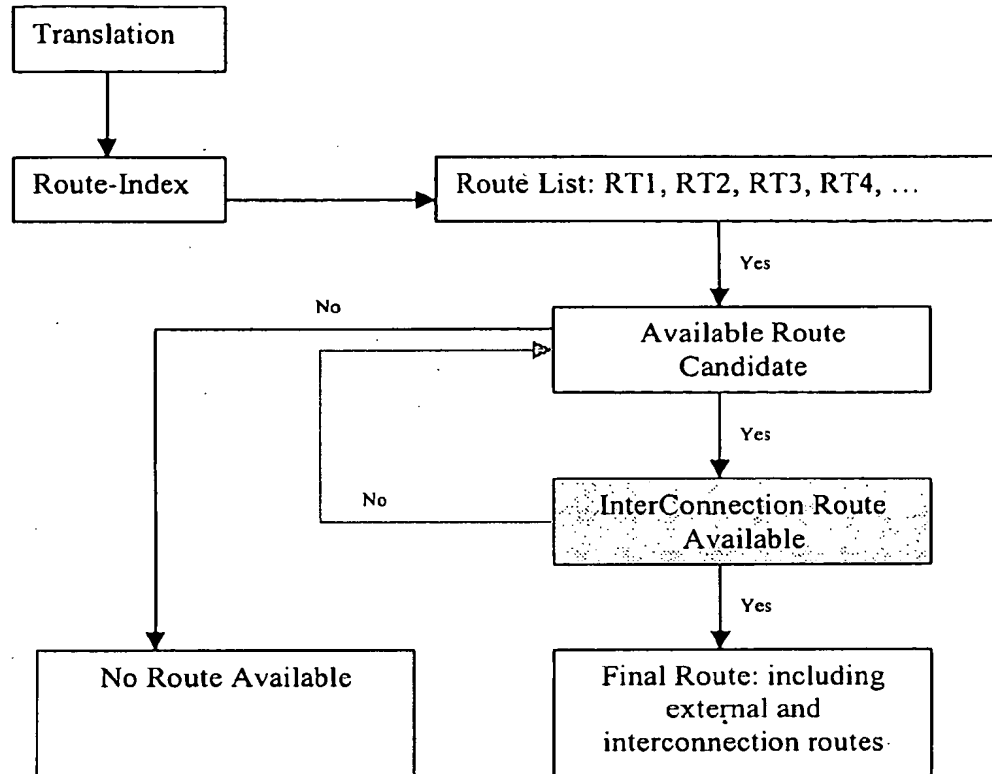 Translation
Route-Index
Route List: RT1, RT2, RT3, RT4, ...
Yes
No
Available Route
Candidate
Yes
No
InterConnection Route
Available
Yes
No Route Available
Final Route: including
external and
interconnection routes